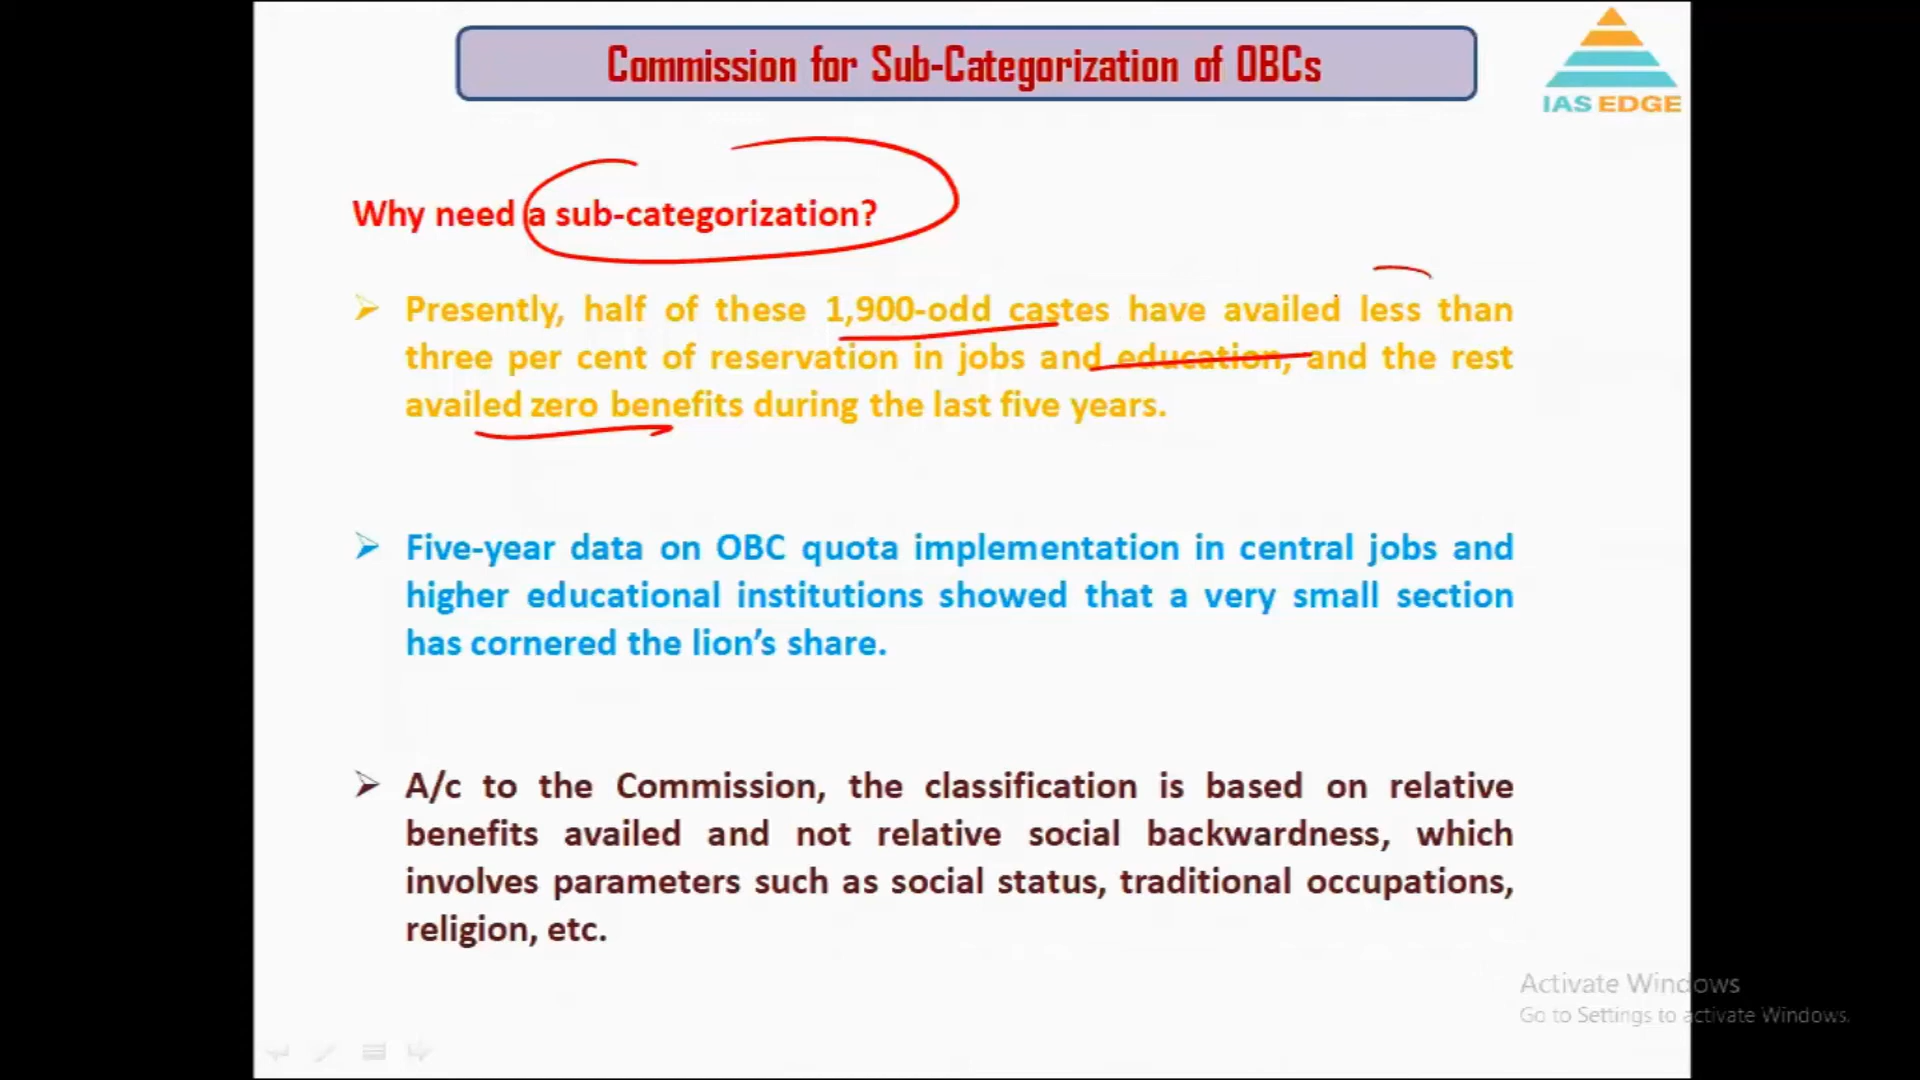 Commission for Sub-Categorization of OBCs
IAS EDGE
Why need a sub-categorization?
Presently, half of these 1,900-odd castes have availed less than
three per cent of reservation in jobs and education, and the rest
availed zero benefits during the last five years.
Five-year data on OBC quota implementation in central jobs and
higher educational institutions showed that a very small section
has cornered the lion’s share.
A/c to the Commission, the classification is based on relative
benefits availed and not relative social backwardness, which
involves parameters such as social status, traditional occupations,
religion, etc.
Activate Windows
Go to Settings to activate Windows.